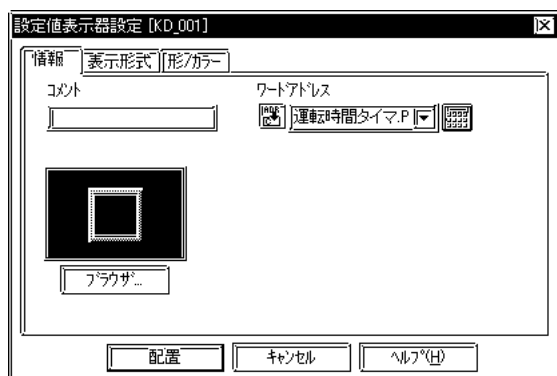 設定値表示器設定 [KD_001]
情報 表示形式 形/カラー
コメント ワードアドレス
運転時間タイマ.P
ブラウザ...
配置 キャンセル ヘルプ(H)